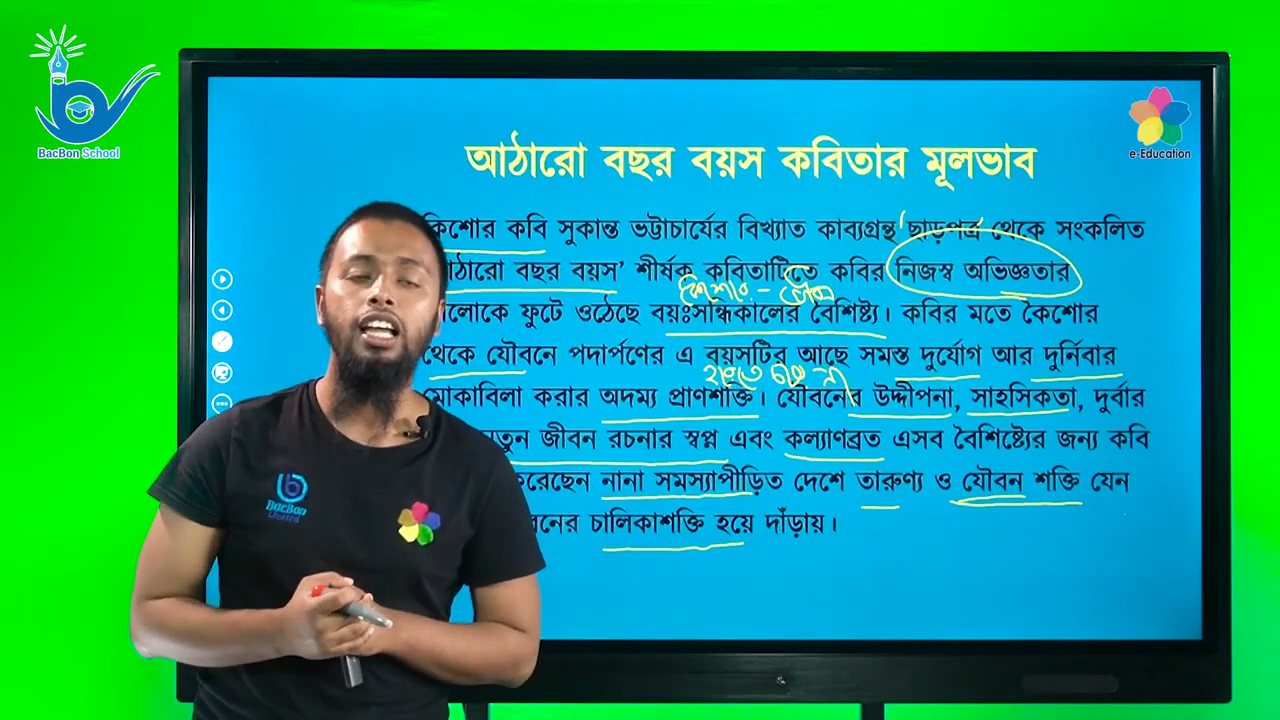 BacBon School
e-Education
আঠারো বছর বয়স কবিতার মূলভাব
কিশোর কবি সুকান্ত ভট্টাচার্যের বিখ্যাত কাব্যগ্রন্থ ‘ছাড়পত্র থেকে সংকলিত
আঠারো বছর বয়স’ শীর্ষক কবিতাটিতে কবির নিজস্ব অভিজ্ঞতার
আলোকে ফুটে ওঠেছে বয়ঃসন্ধিকালের বৈশিষ্ট্য। কবির মতে কৈশোর
থেকে যৌবনে পদার্পণের এ বয়সটির আছে সমস্ত দুর্যোগ আর দুর্নিবার
মোকাবিলা করার অদম্য প্রাণশক্তি। যৌবনের উদ্দীপনা, সাহসিকতা, দুর্বার
নতুন জীবন রচনার স্বপ্ন এবং কল্যাণব্রত এসব বৈশিষ্ট্যের জন্য কবি
করেছেন নানা সমস্যাপীড়িত দেশে তারুণ্য ও যৌবন শক্তি যেন
চালিকাশক্তি হয়ে দাঁড়ায়।
BacBon
United